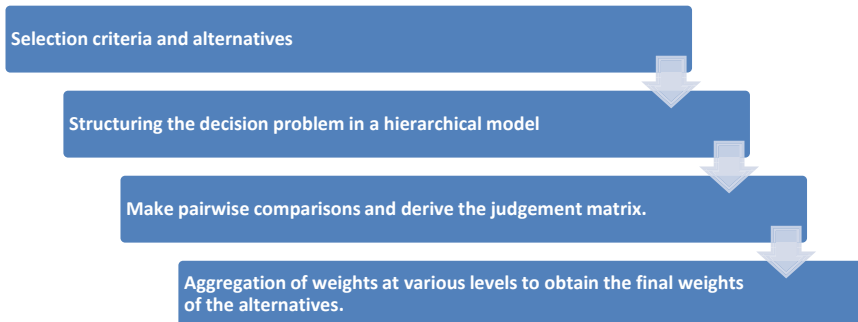 Selection criteria and alternatives
Structuring the decision problem in a hierarchical model
Make pairwise comparisons and derive the judgement matrix.
Aggregation of weights at various levels to obtain the final weights
of the alternatives.